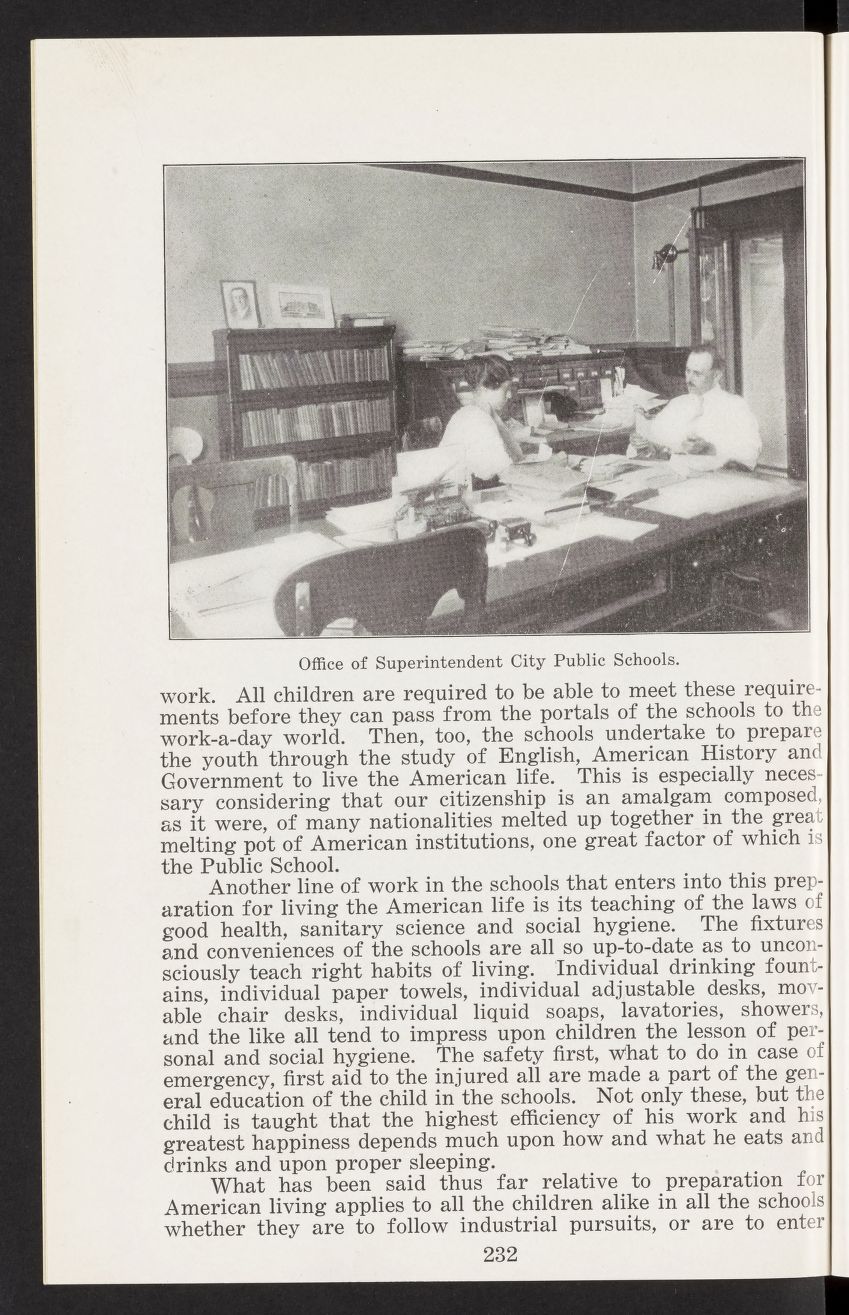 Office of Superintendent City Public Schools.
work. All children are required to be able to meet these require-
ments before they can pass from the portals of the schools to the
work-a-day world. Then, too, the schools undertake to prepare
the youth through the study of English, American History and
Government to live the American life. This is especially neces-
sary considering that our citizenship is an amalgam composed,
as it were, of many nationalities melted up together in the great
melting pot of American institutions, one great factor of which is
the Public School.
Another line of work in the schools that enters into this prep-
aration for living the American life is its teaching of the laws of
good health, sanitary science and social hygiene. The fixtures
and conveniences of the schools are all so up-to-date as to uncon-
sciously teach right habits of living. Individual drinking fount-
ains, individual paper towels, individual adjustable desks, mov-
able chair desks, individual liquid soaps, lavatories, showers,
and the like all tend to impress upon children the lesson of per-
sonal and social hygiene. The safety first, what to do in case of
emergency, first aid to the injured all are made a part of the gen-
eral education of the child in the schools. Not only these, but the
child is taught that the highest efficiency of his work and his
greatest happiness depends much upon how and what he eats and
drinks and upon proper sleeping.
What has been said thus far relative to preparation for
American living applies to all the children alike in all the schools
whether they are to follow industrial pursuits, or are to enter
232